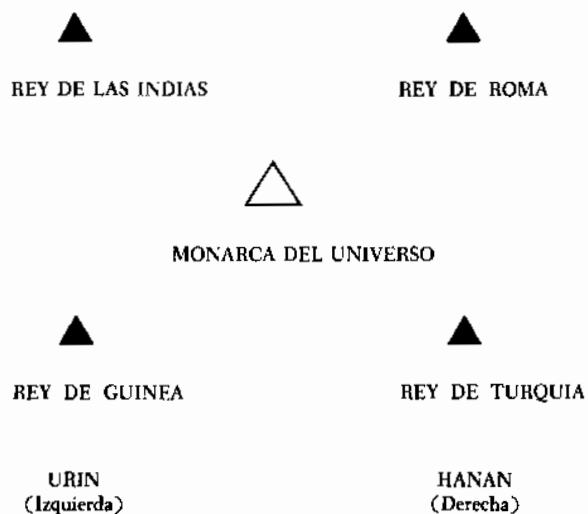 REY DE LAS INDIAS
REY DE ROMA
MONARCA DEL UNIVERSO
REY DE GUINEA
REY DE TURQUIA
URIN
(Izquierda)
HANAN
(Derecha)